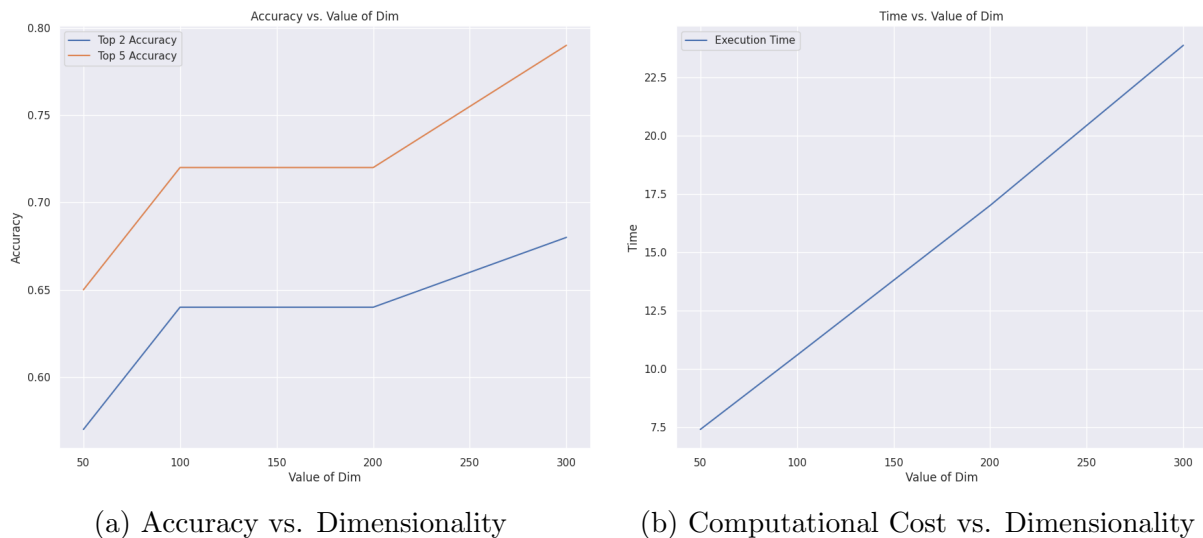 Accuracy vs. Value of Dim
0.80
Top 2 Accuracy
Top 5 Accuracy
0.75
0.70
Accuracy
0.65
0.60
50 100 150 200 250 300
Value of Dim
(a) Accuracy vs. Dimensionality
Time vs. Value of Dim
Execution Time
22.5
20.0
17.5
Time
15.0
12.5
10.0
7.5
50 100 150 200 250 300
Value of Dim
(b) Computational Cost vs. Dimensionality